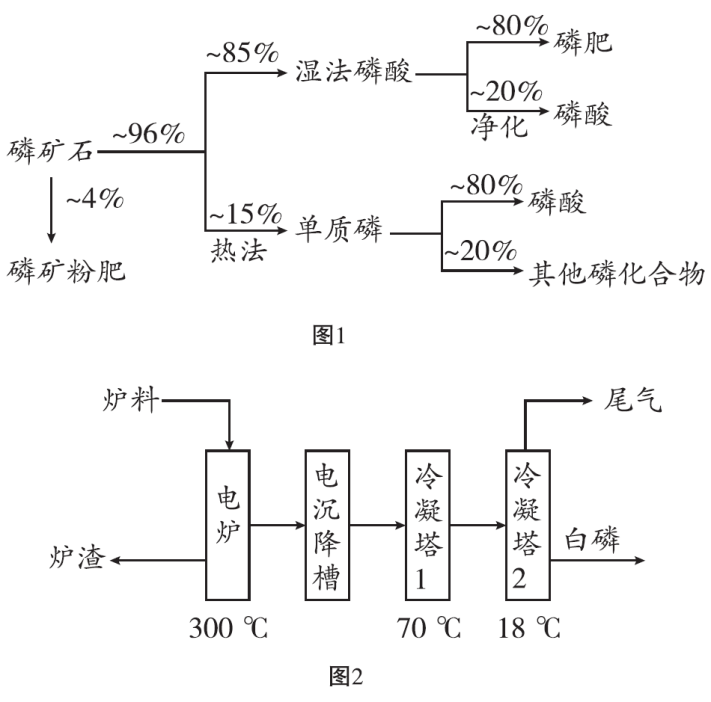 ~80%
磷肥
~85%
湿法磷酸
~20%
净化
磷酸
磷矿石
~96%
~4%
磷矿粉肥
~15%
热法
单质磷
~80%
磷酸
~20%
其他磷化合物
图1
炉料
尾气
电炉
电沉降槽
冷凝塔1
冷凝塔2
白磷
炉渣
300 ℃
70 ℃
18 ℃
图2